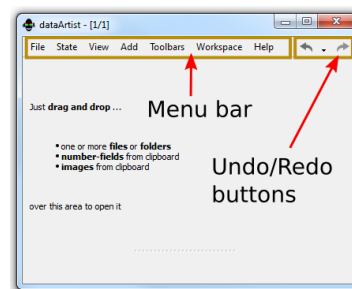 dataArtist - [1/1]
File State View Add Toolbars Workspace Help
Just drag and drop ...
Menu bar
• one or more files or folders
• number-fields from clipboard
• images from clipboard
Undo/Redo
buttons
over this area to open it